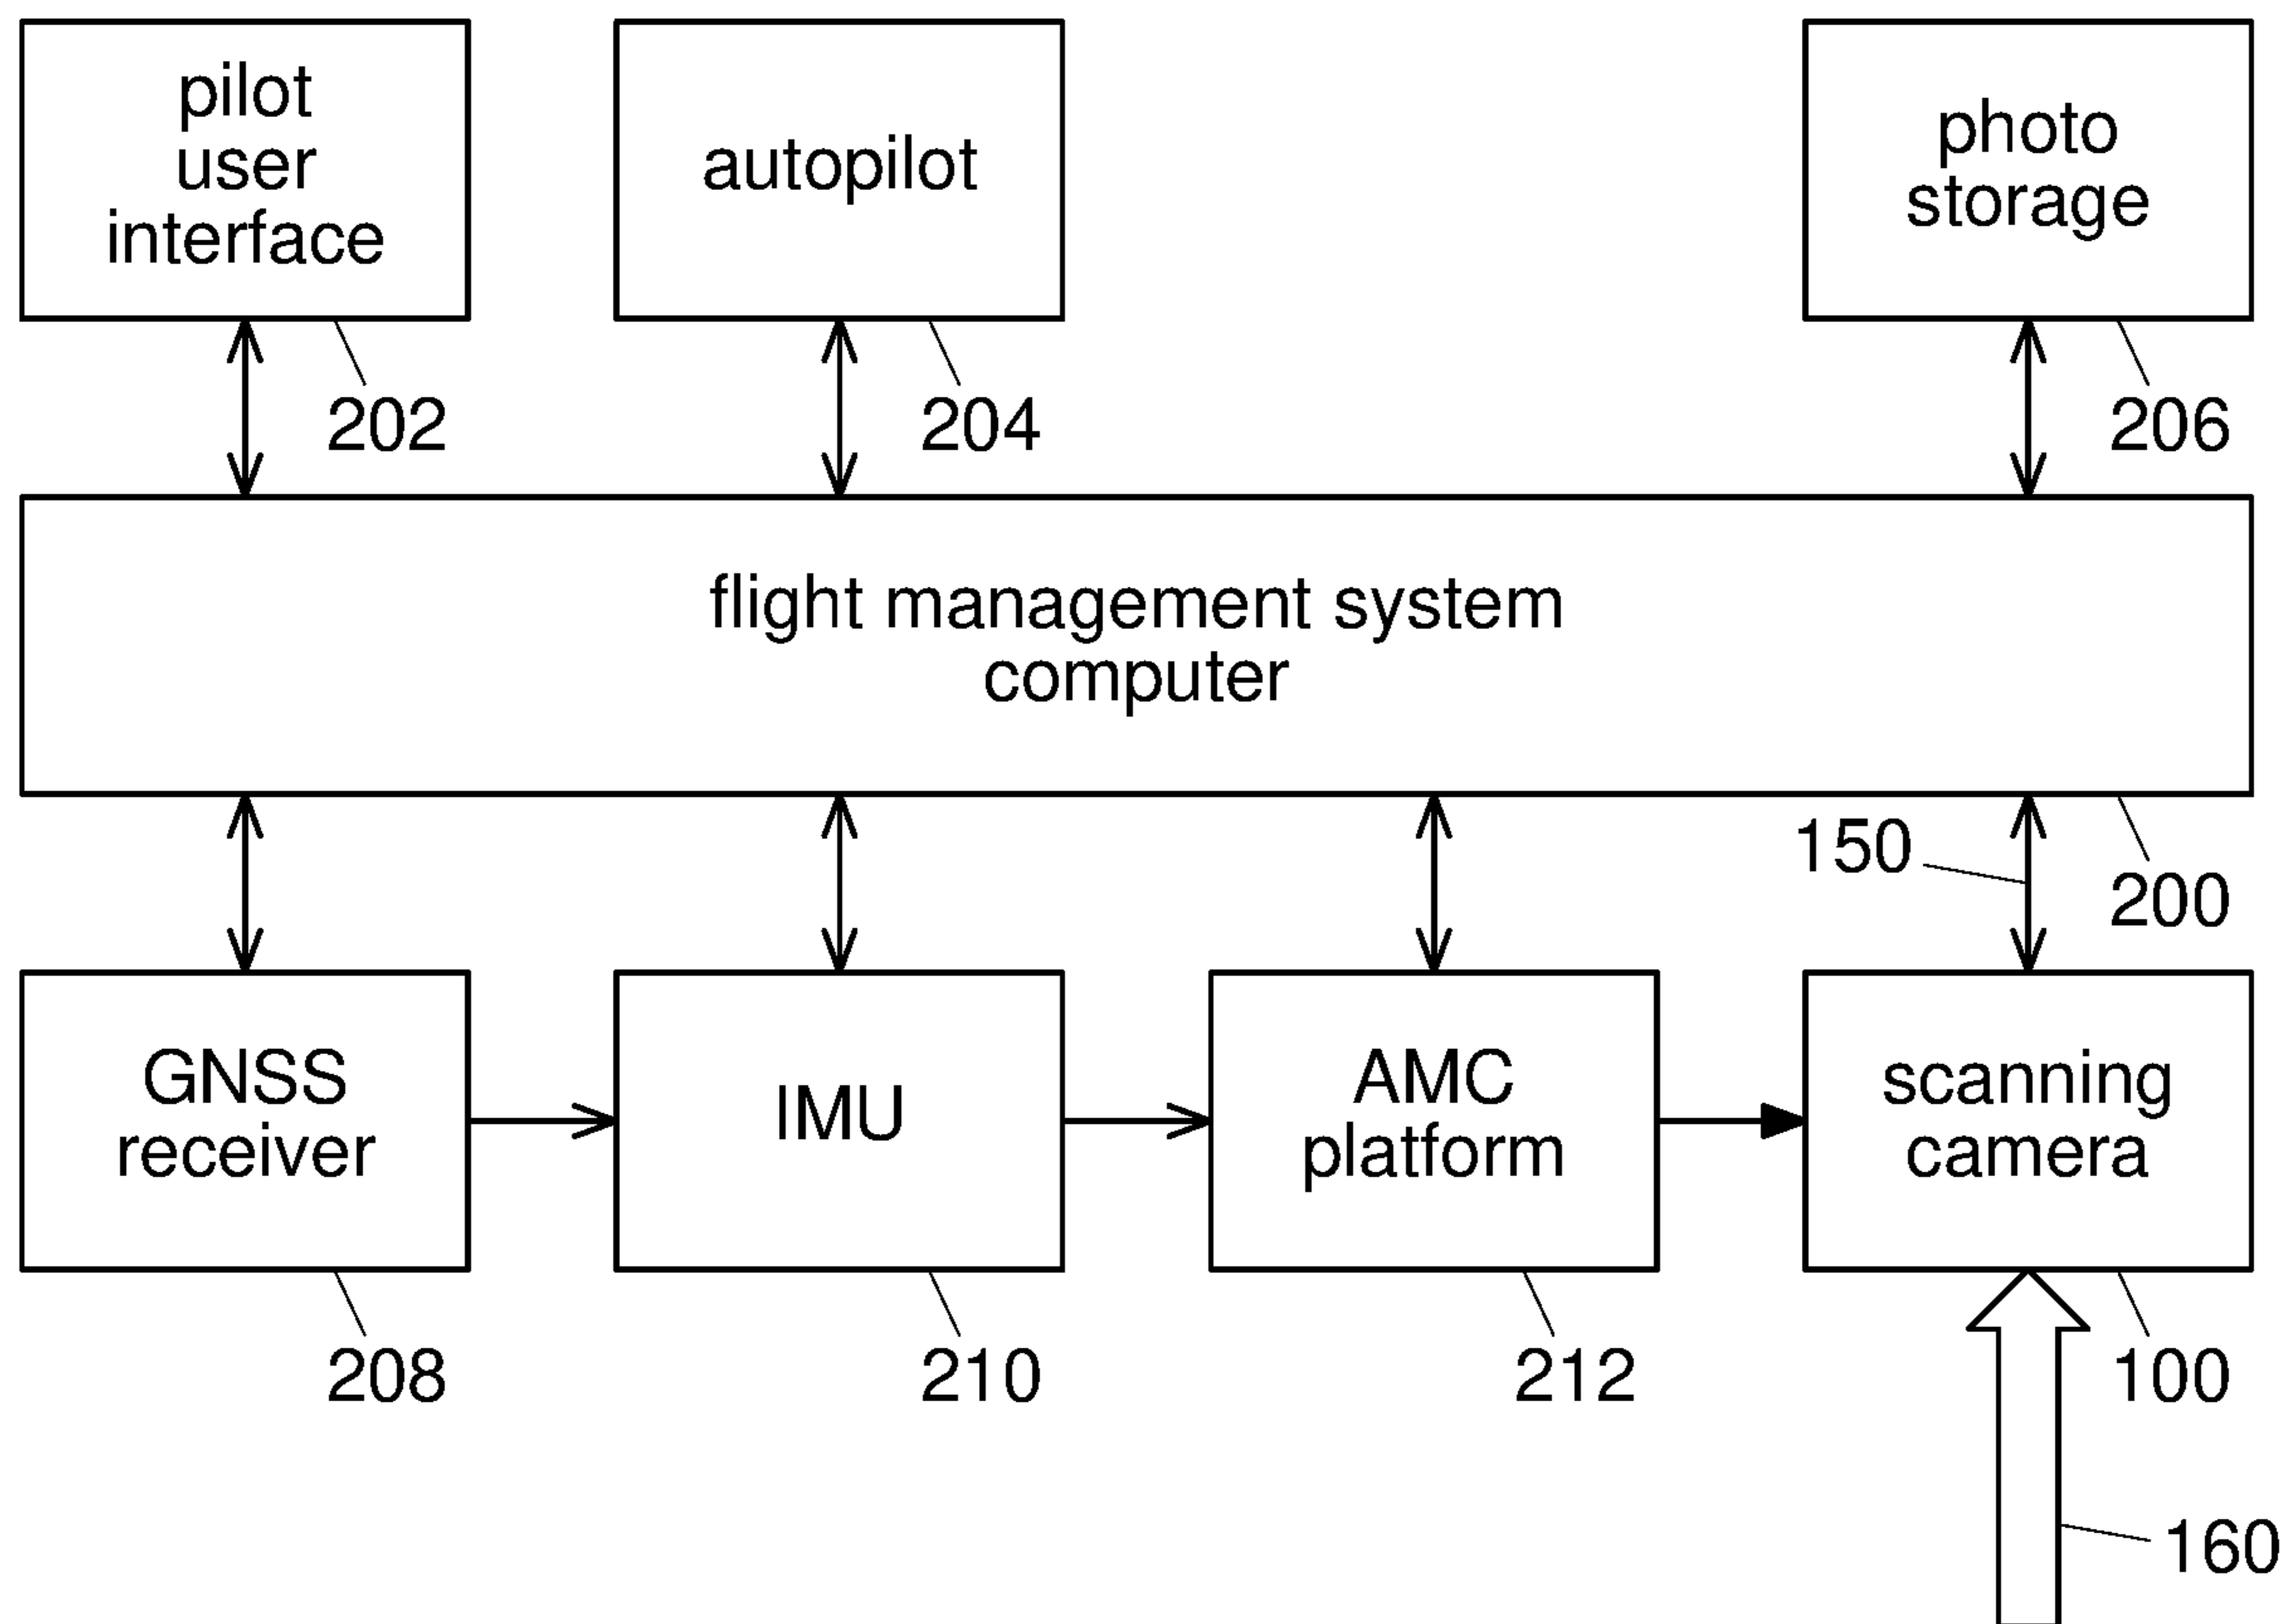 pilot
user
interface
autopilot
photo
storage
202
204
206
flight management system
computer
150
200
GNSS
receiver
IMU
AMC
platform
scanning
camera
208
210
212
100
160